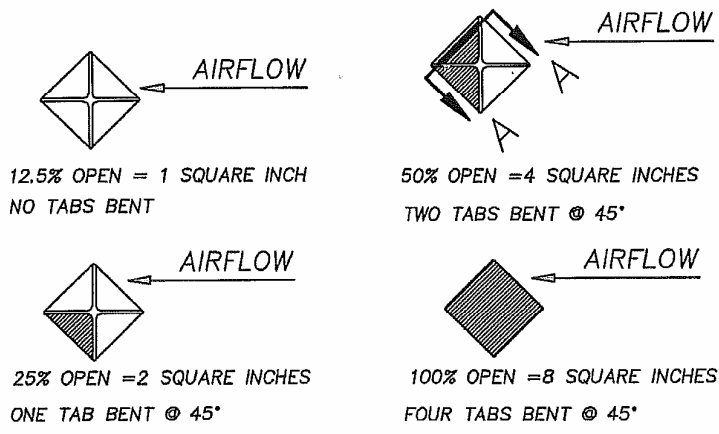 AIRFLOW
12.5% OPEN = 1 SQUARE INCH
NO TABS BENT
AIRFLOW
A
A
50% OPEN =4 SQUARE INCHES
TWO TABS BENT @ 45°
AIRFLOW
25% OPEN =2 SQUARE INCHES
ONE TAB BENT @ 45°
AIRFLOW
100% OPEN =8 SQUARE INCHES
FOUR TABS BENT @ 45°